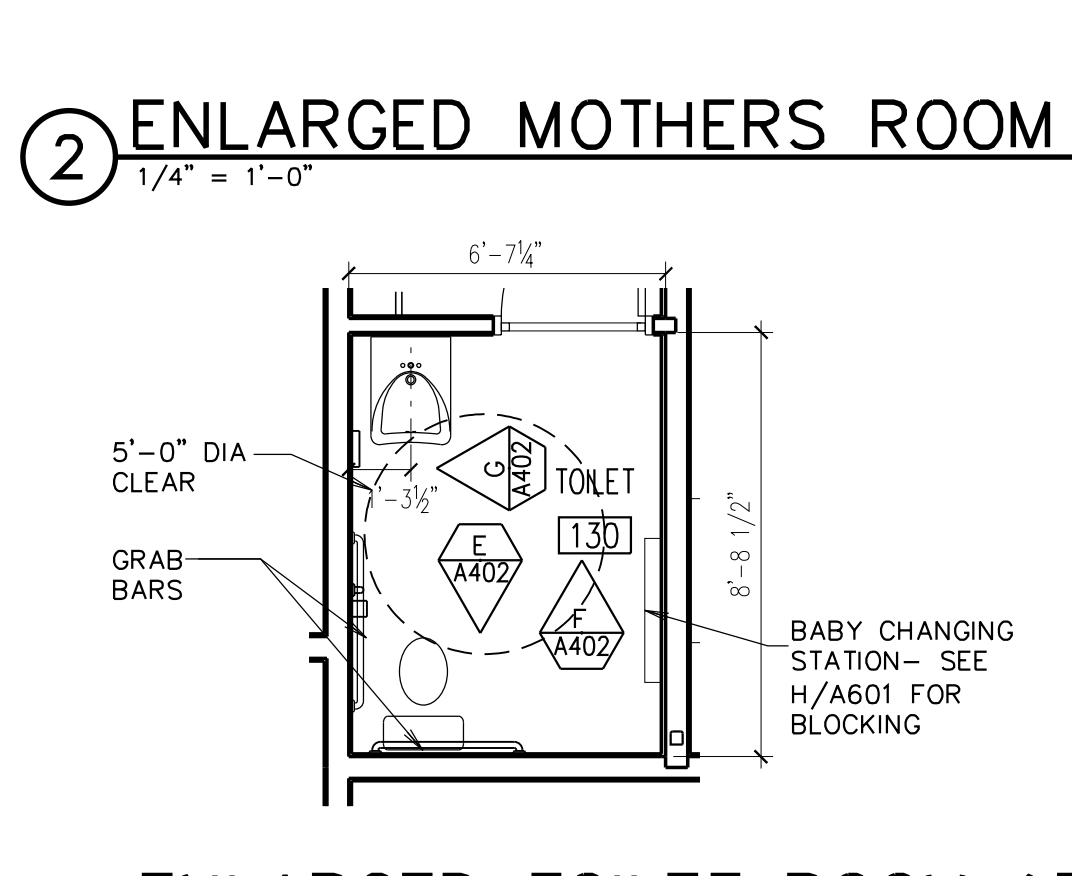 2
ENLARGED MOTHERS ROOM
1/4" = 1'-0"
6'-7¼"
5'-0" DIA
CLEAR
1'-3½"
G
A402
TOILET
130
8'-8 1/2"
E
A402
GRAB
BARS
F
A402
BABY CHANGING
STATION- SEE
H/A601 FOR
BLOCKING